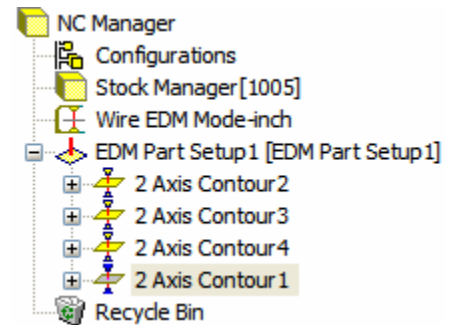 NC Manager
Configurations
Stock Manager[1005]
Wire EDM Mode-inch
EDM Part Setup1 [EDM Part Setup1]
2 Axis Contour2
2 Axis Contour3
2 Axis Contour4
2 Axis Contour1
Recycle Bin